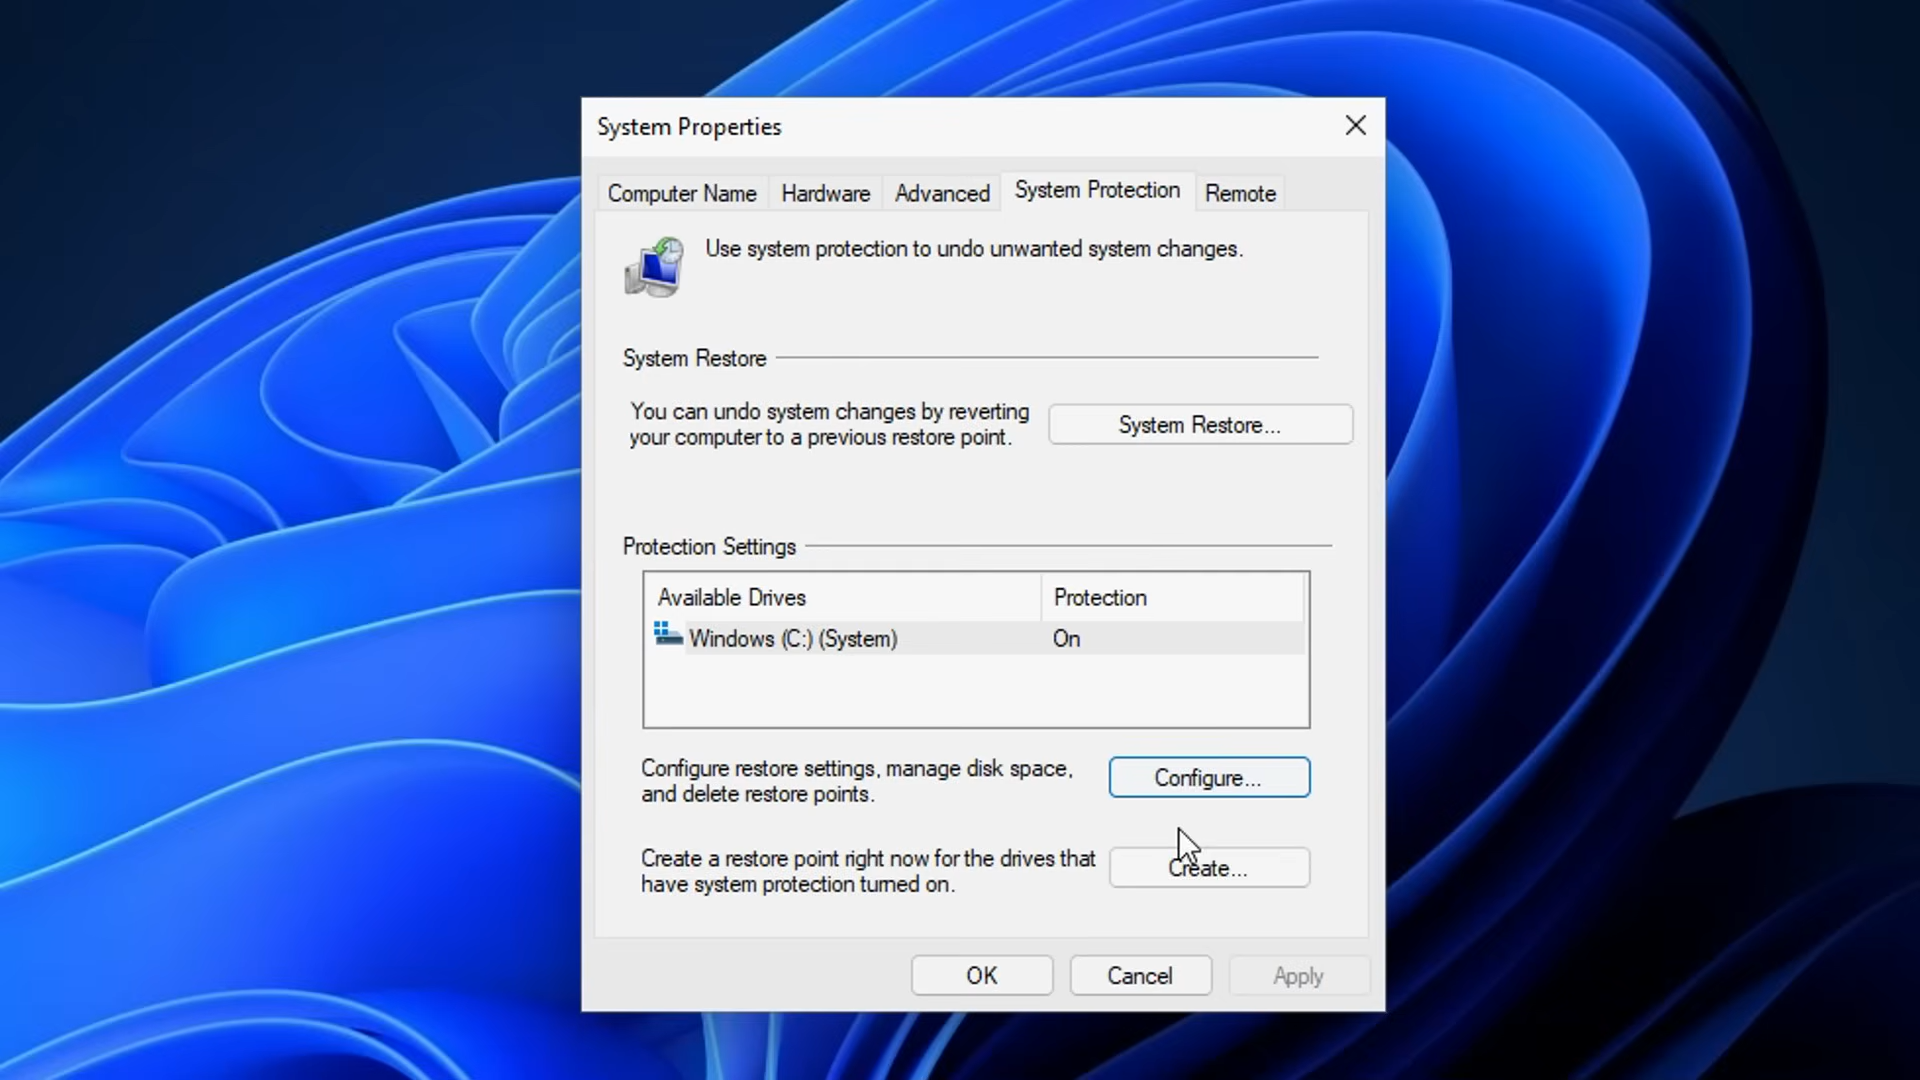 System Properties
Computer Name
Hardware
Advanced
System Protection
Remote
Use system protection to undo unwanted system changes.
System Restore
You can undo system changes by reverting
your computer to a previous restore point.
System Restore...
Protection Settings
Available Drives
Protection
Windows (C:) (System)
On
Configure restore settings, manage disk space,
and delete restore points.
Configure...
Create a restore point right now for the drives that
have system protection turned on.
Create...
OK
Cancel
Apply